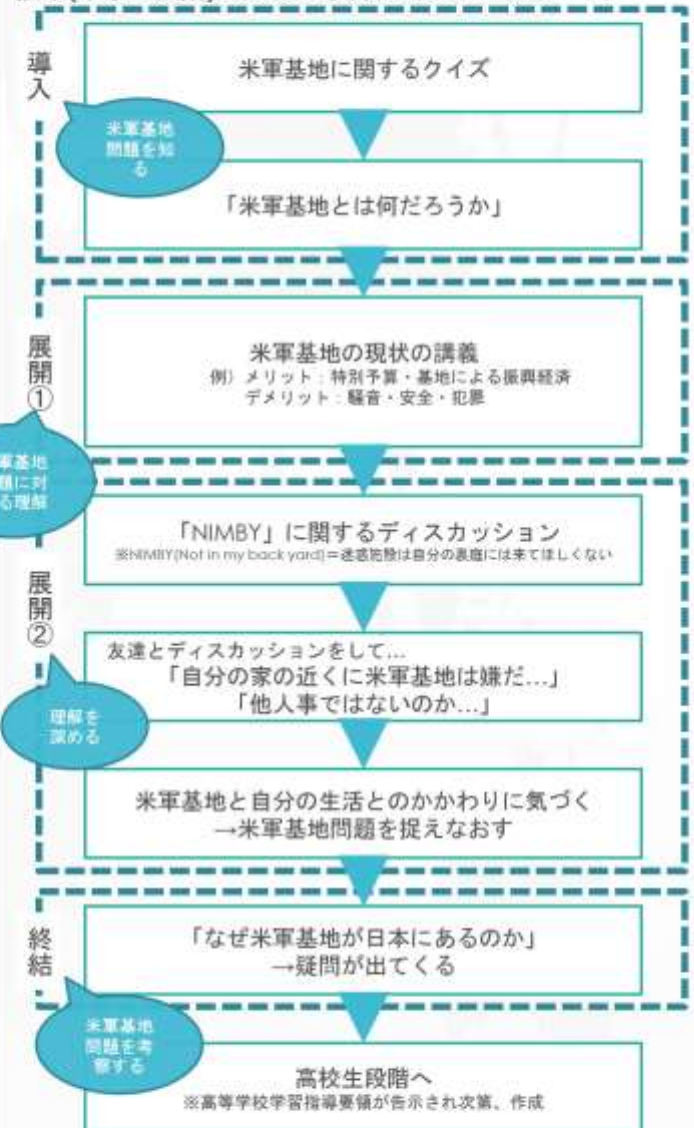 導入
米軍基地に関するクイズ
米軍基地
問題を知
る
「米軍基地とは何だろうか」
展開①
米軍基地の現状の講義
例）メリット：特別予算・基地による振興経済
デメリット：騒音・安全・犯罪
軍基地
題に対
る理解
展開②
「NIMBY」に関するディスカッション
※NIMBY(Not in my back yard)＝迷惑施設は自分の裏庭には来てほしくない
友達とディスカッションをして…
「自分の家の近くに米軍基地は嫌だ…」
「他人事ではないのか…」
理解を
深める
米軍基地と自分の生活とのかかわりに気づく
→米軍基地問題を捉えなおす
終結
「なぜ米軍基地が日本にあるのか」
→疑問が出てくる
米軍基地
問題を考
察する
高校生段階へ
※高等学校学習指導要領が告示され次第、作成